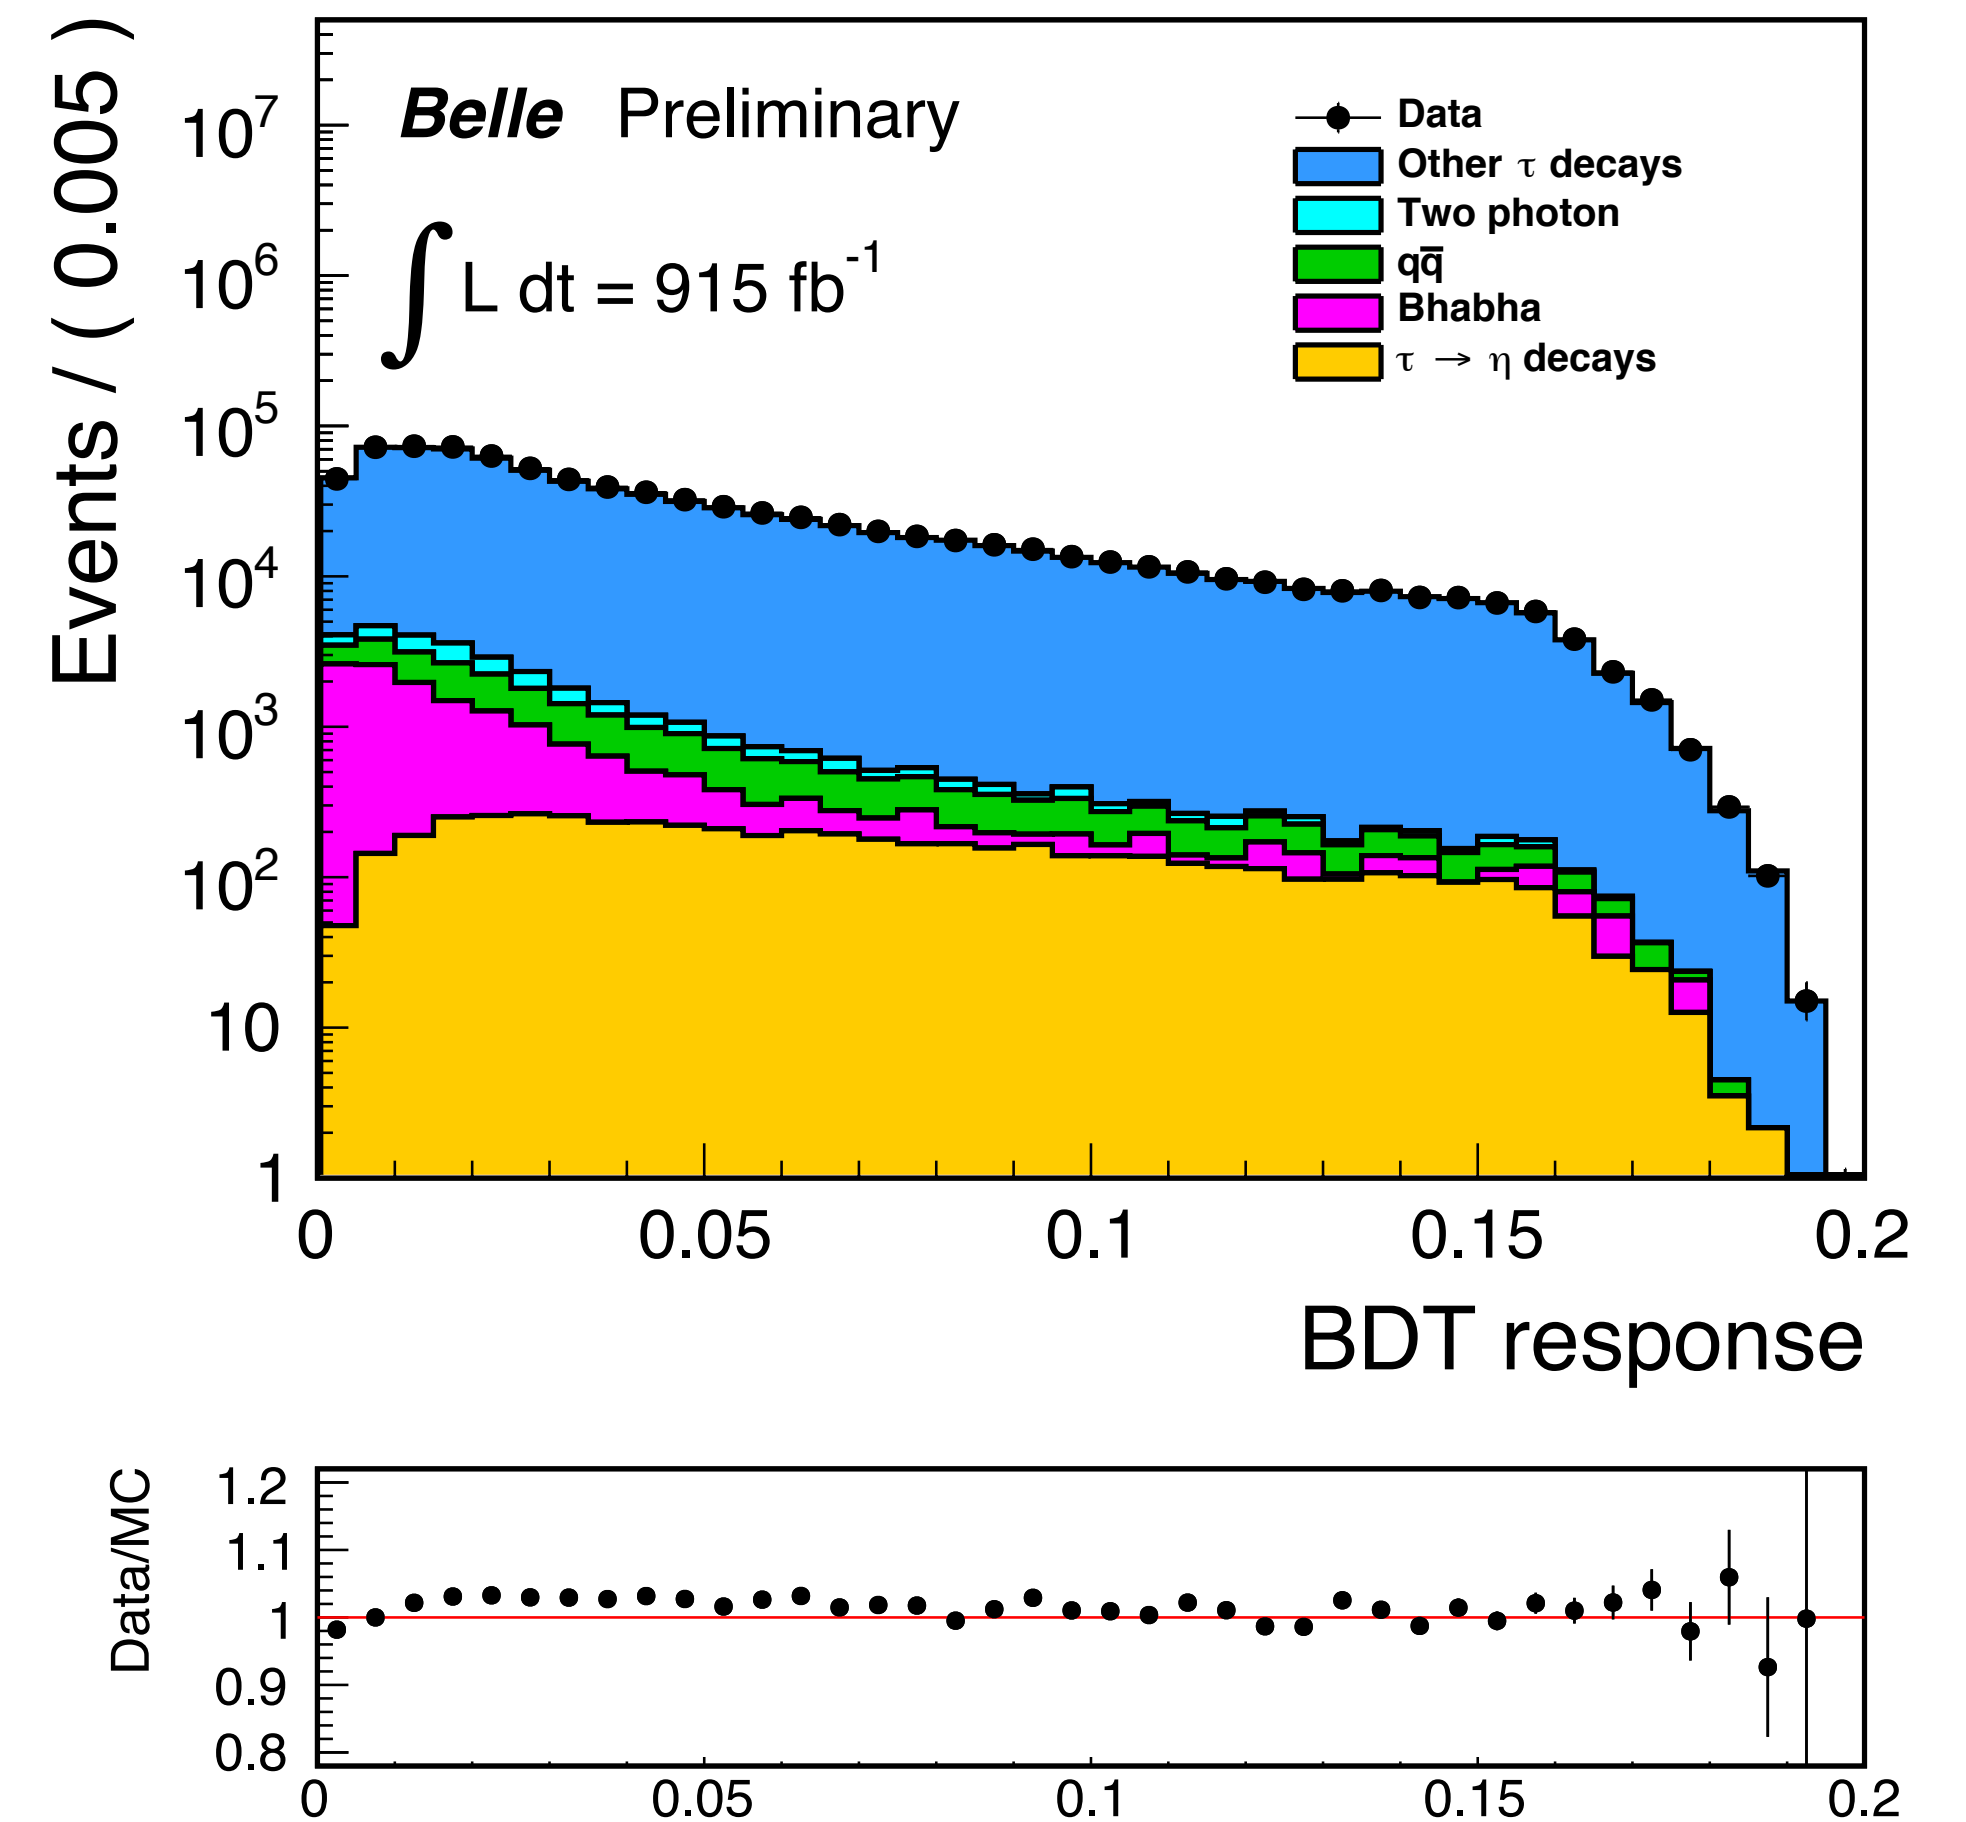 Events / ( 0.005 )
Belle Preliminary
∫ L dt = 915 fb⁻¹
Data
Other τ decays
Two photon
qq̅
Bhabha
τ → η decays
10⁷
10⁶
10⁵
10⁴
10³
10²
10
1
0 0.05 0.1 0.15 0.2
BDT response
Data/MC
1.2
1.1
1
0.9
0.8
0 0.05 0.1 0.15 0.2